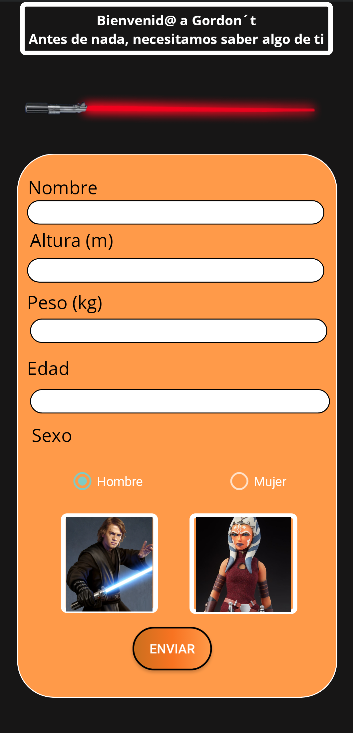 Bienvenid@ a Gordon´t
Antes de nada, necesitamos saber algo de ti
Nombre
Altura (m)
Peso (kg)
Edad
Sexo
Hombre
Mujer
ENVIAR